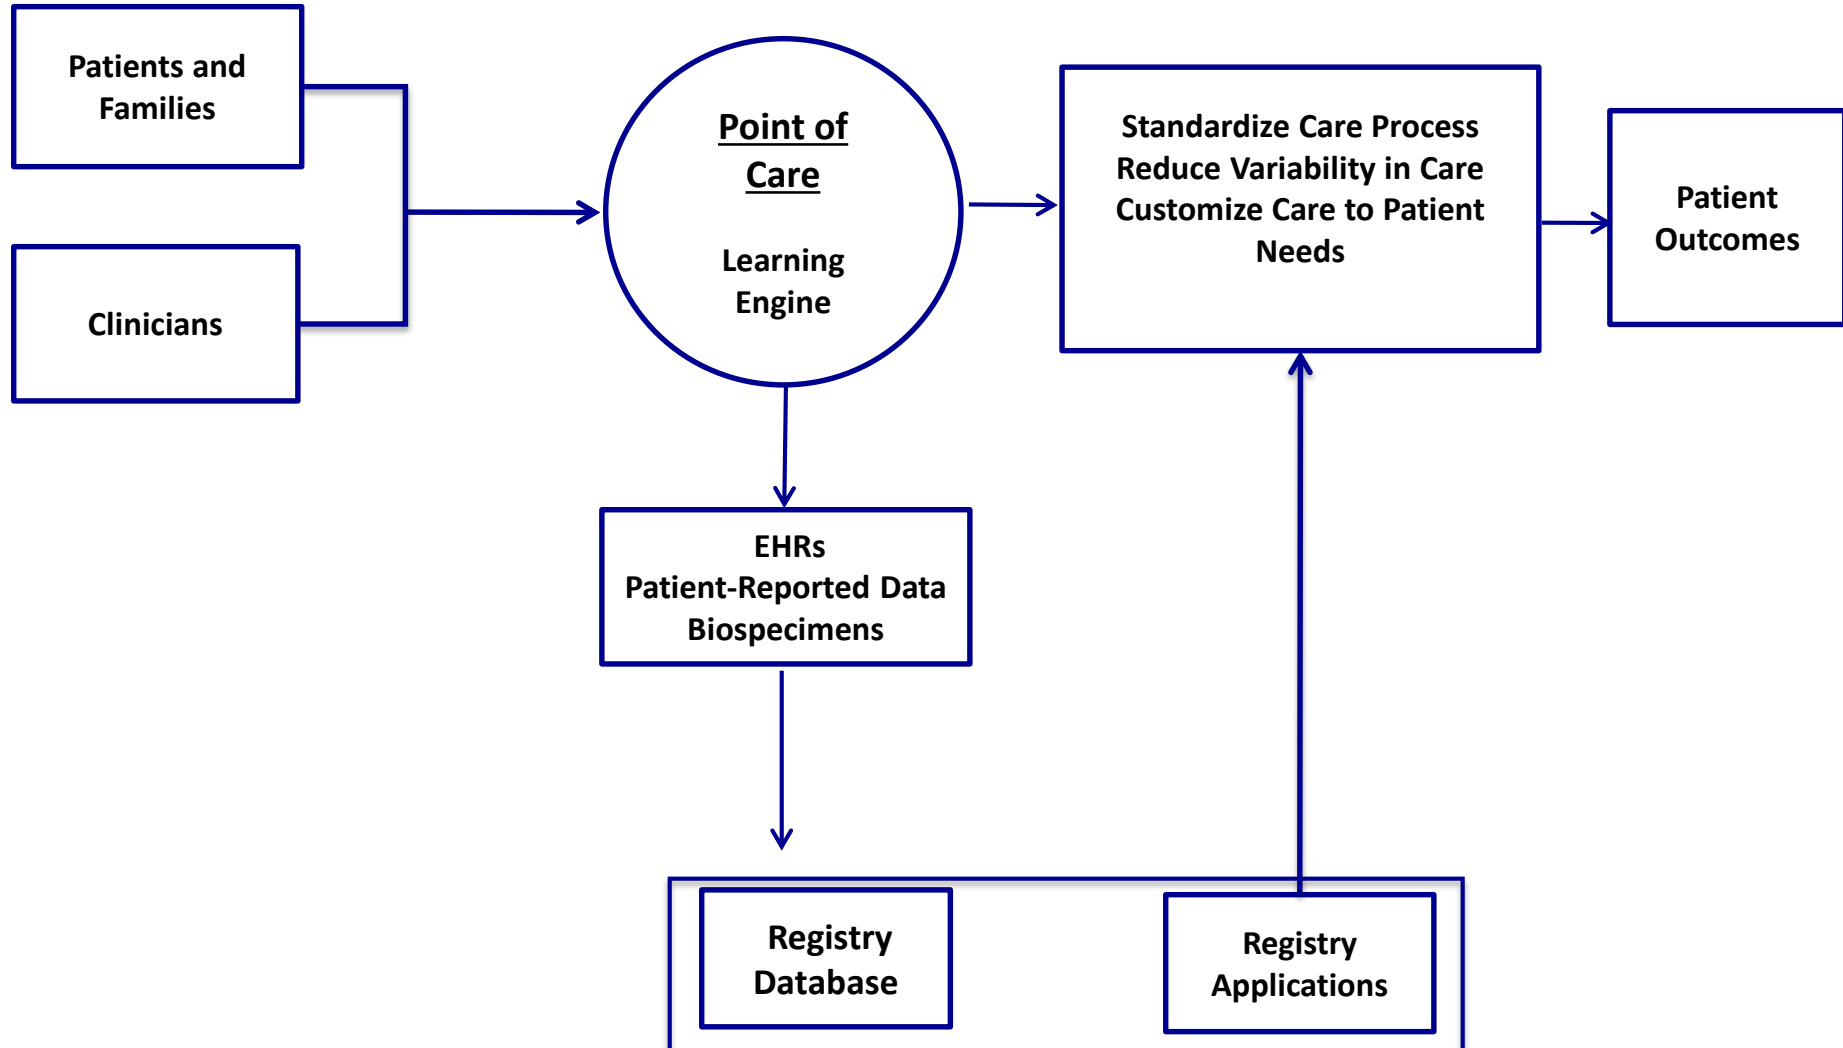 Patients and
Families
Clinicians
Point of
Care
Learning
Engine
Standardize Care Process
Reduce Variability in Care
Customize Care to Patient
Needs
Patient
Outcomes
EHRs
Patient-Reported Data
Biospecimens
Registry
Database
Registry
Applications